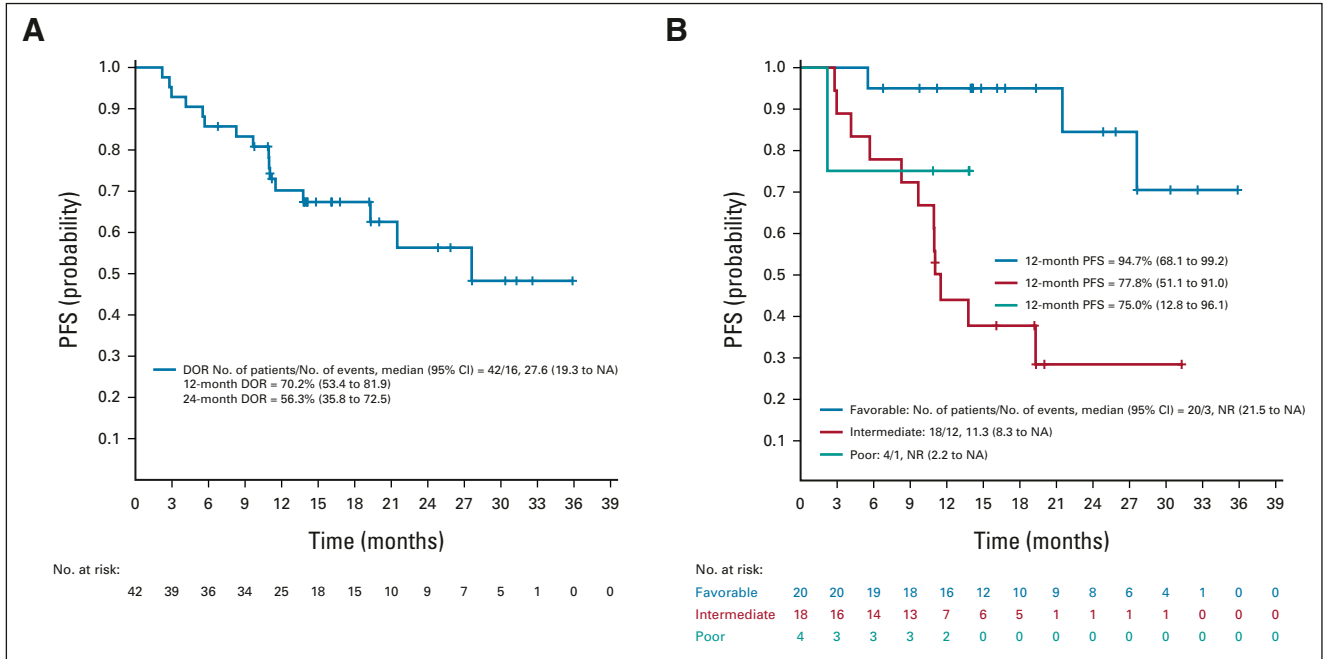 A
PFS (probability)
1.0
0.9
0.8
0.7
0.6
0.5
0.4
0.3
0.2
0.1
DOR No. of patients/No. of events, median (95% CI) = 42/16, 27.6 (19.3 to NA)
12-month DOR = 70.2% (53.4 to 81.9)
24-month DOR = 56.3% (35.8 to 72.5)
0 3 6 9 12 15 18 21 24 27 30 33 36 39
Time (months)
No. at risk:
42 39 36 34 25 18 15 10 9 7 5 1 0 0
B
PFS (probability)
1.0
0.9
0.8
0.7
0.6
0.5
0.4
0.3
0.2
0.1
12-month PFS = 94.7% (68.1 to 99.2)
12-month PFS = 77.8% (51.1 to 91.0)
12-month PFS = 75.0% (12.8 to 96.1)
Favorable: No. of patients/No. of events, median (95% CI) = 20/3, NR (21.5 to NA)
Intermediate: 18/12, 11.3 (8.3 to NA)
Poor: 4/1, NR (2.2 to NA)
0 3 6 9 12 15 18 21 24 27 30 33 36 39
Time (months)
No. at risk:
Favorable 20 20 19 18 16 12 10 9 8 6 4 1 0 0
Intermediate 18 16 14 13 7 6 5 1 1 1 1 0 0 0
Poor 4 3 3 3 2 0 0 0 0 0 0 0 0 0